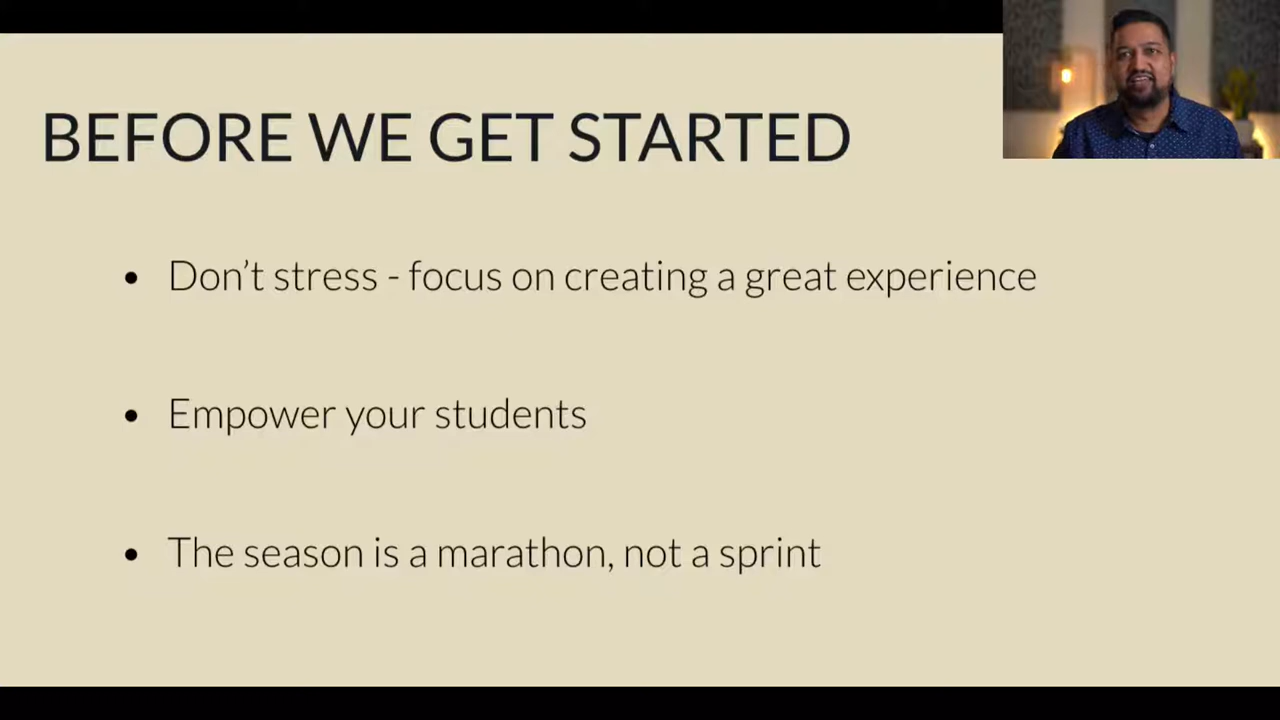 BEFORE WE GET STARTED
• Don’t stress - focus on creating a great experience
• Empower your students
• The season is a marathon, not a sprint